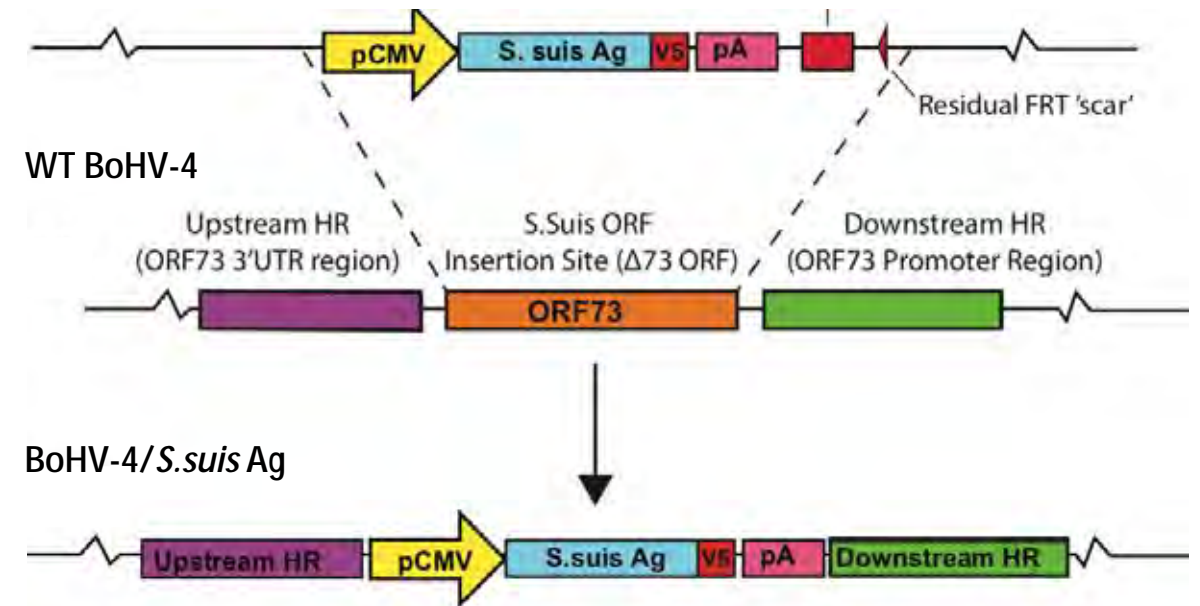 pCMV S. suis Ag V5 pA
Residual FRT 'scar'
WT BoHV-4
Upstream HR
(ORF73 3'UTR region)
S.Suis ORF
Insertion Site (Δ73 ORF)
Downstream HR
(ORF73 Promoter Region)
ORF73
BoHV-4/S.suis Ag
Upstream HR pCMV S.suis Ag V5 pA Downstream HR